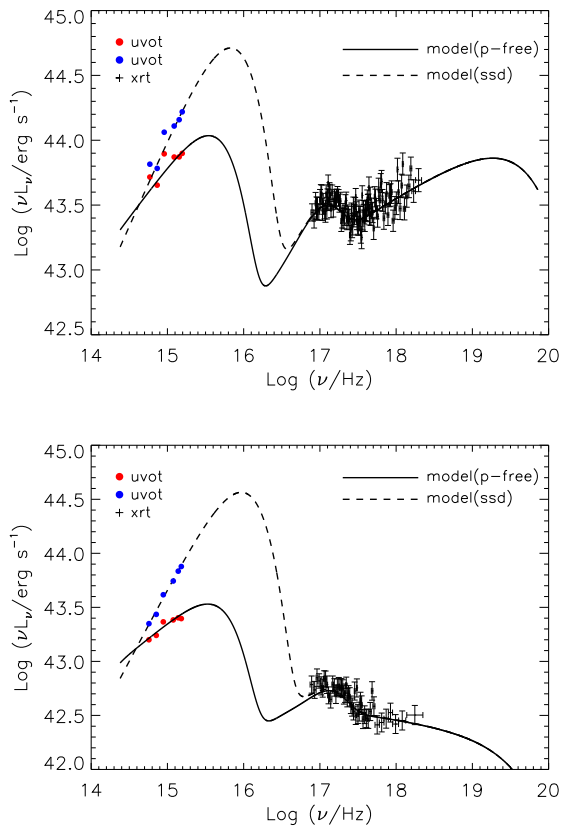 45.0
uvot
uvot
+ xrt
model(p-free)
model(ssd)
44.5
44.0
43.5
43.0
42.5
Log (νLν/erg s⁻¹)
14 15 16 17 18 19 20
Log (ν/Hz)
45.0
uvot
uvot
+ xrt
model(p-free)
model(ssd)
44.5
44.0
43.5
43.0
42.5
42.0
Log (νLν/erg s⁻¹)
14 15 16 17 18 19 20
Log (ν/Hz)